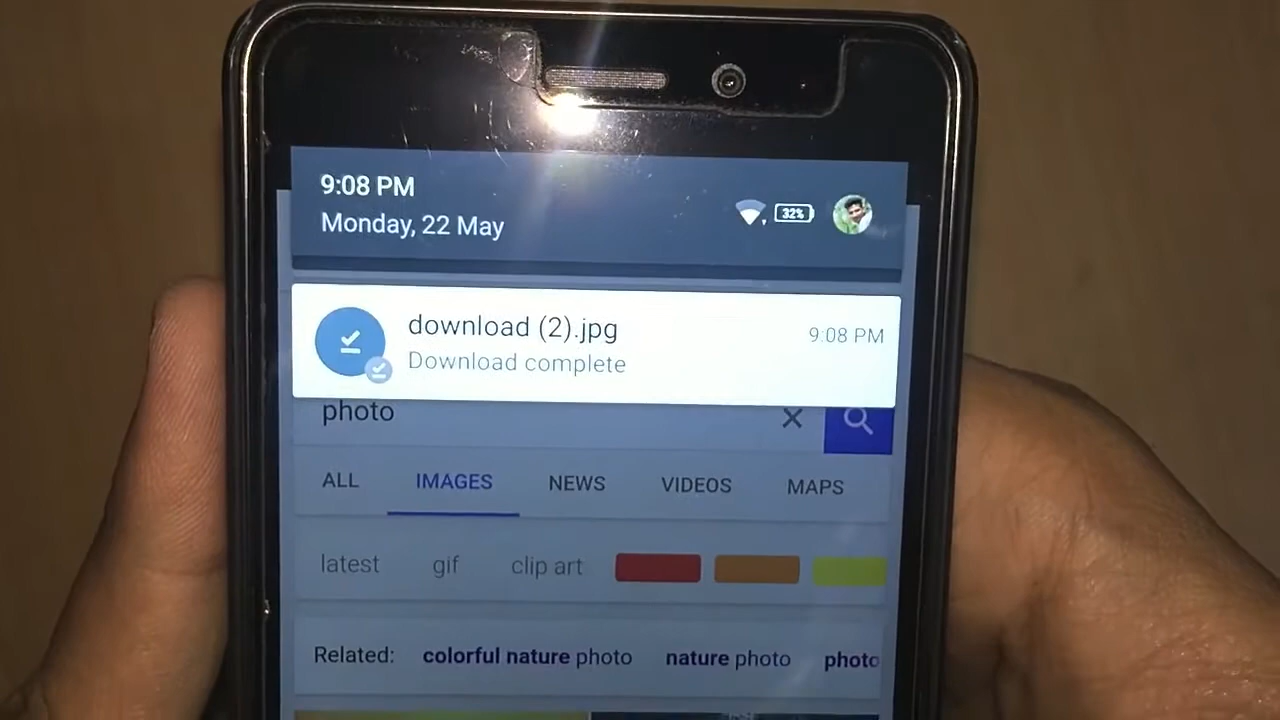 9:08 PM
32%
Monday, 22 May
download (2).jpg
9:08 PM
Download complete
photo
ALL IMAGES NEWS VIDEOS MAPS
latest gif clip art
Related: colorful nature photo nature photo photo